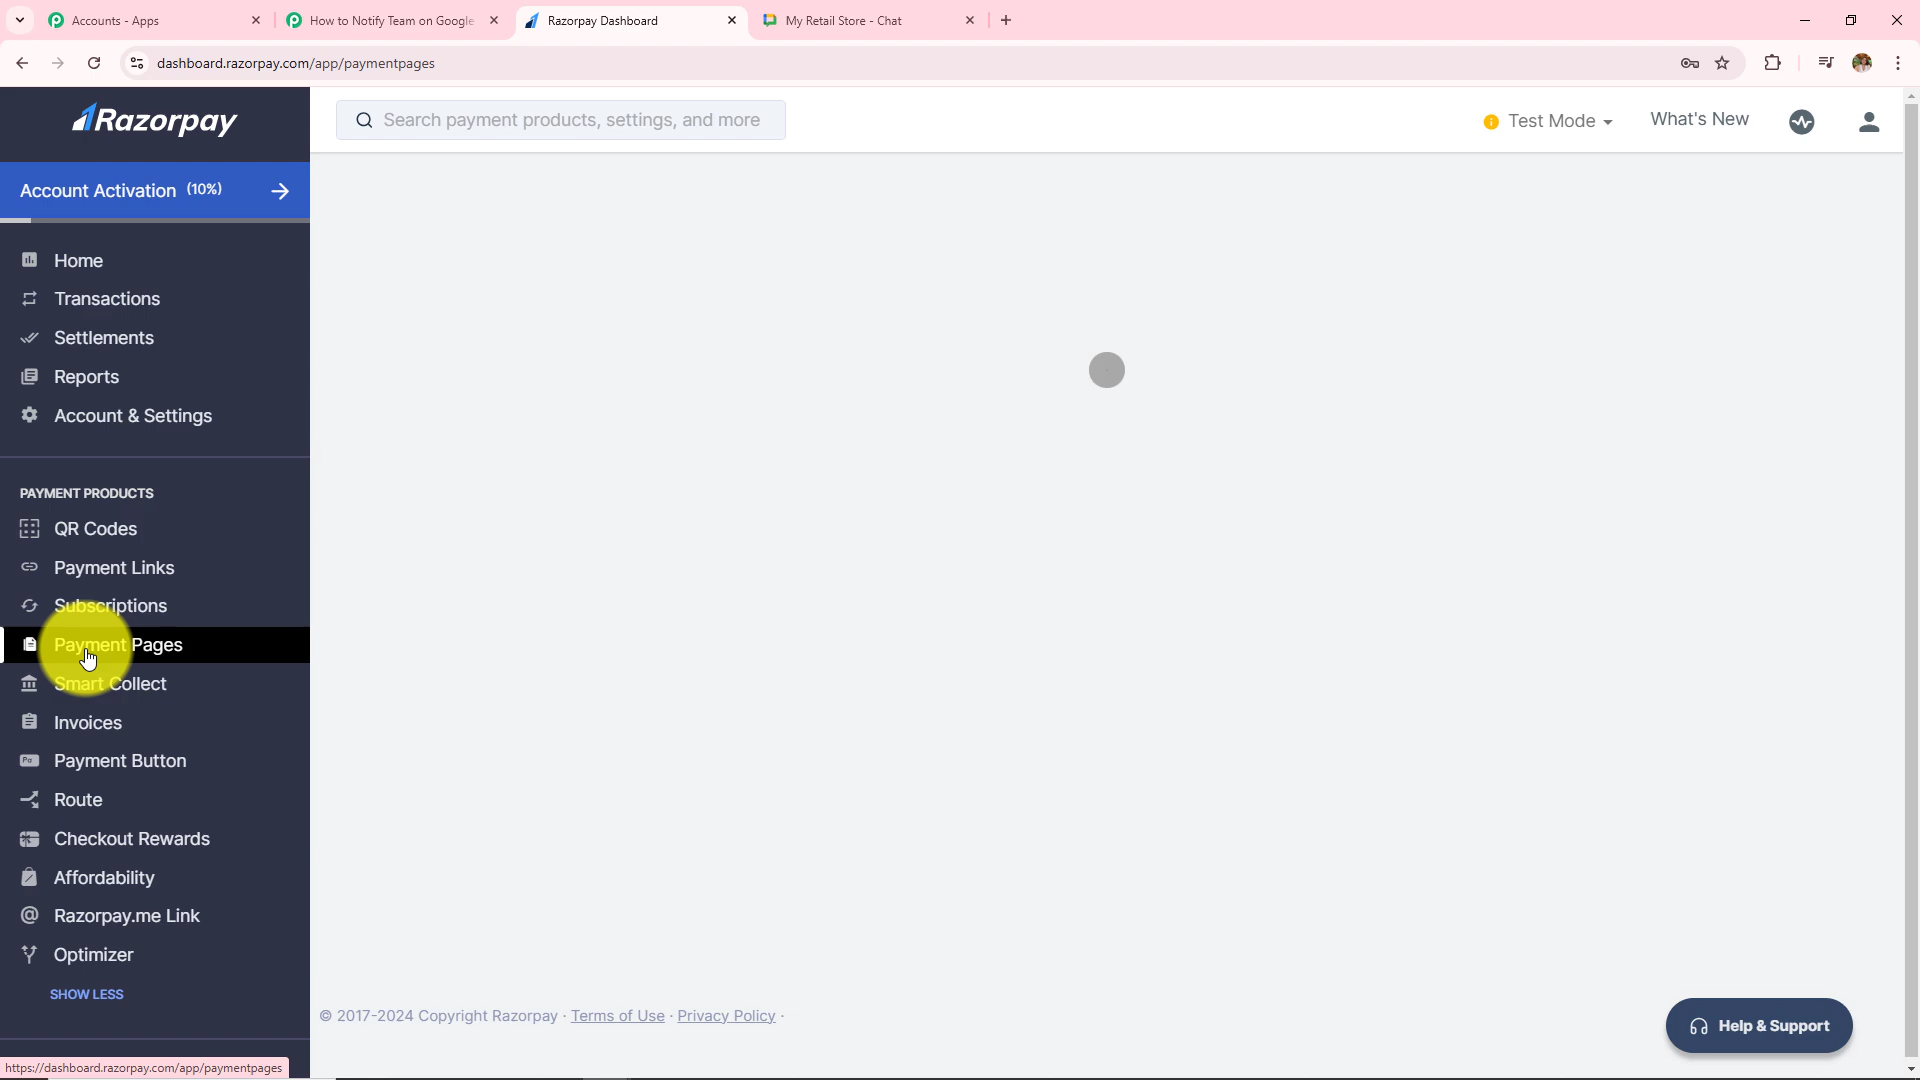 Accounts - Apps
How to Notify Team on Google
Razorpay Dashboard
My Retail Store - Chat
dashboard.razorpay.com/app/paymentpages
Razorpay
Search payment products, settings, and more
Test Mode
What's New
Account Activation (10%)
Home
Transactions
Settlements
Reports
Account & Settings
PAYMENT PRODUCTS
QR Codes
Payment Links
Subscriptions
Payment Pages
Smart Collect
Invoices
Payment Button
Route
Checkout Rewards
Affordability
Razorpay.me Link
Optimizer
SHOW LESS
© 2017-2024 Copyright Razorpay · Terms of Use · Privacy Policy ·
Help & Support
https://dashboard.razorpay.com/app/paymentpages